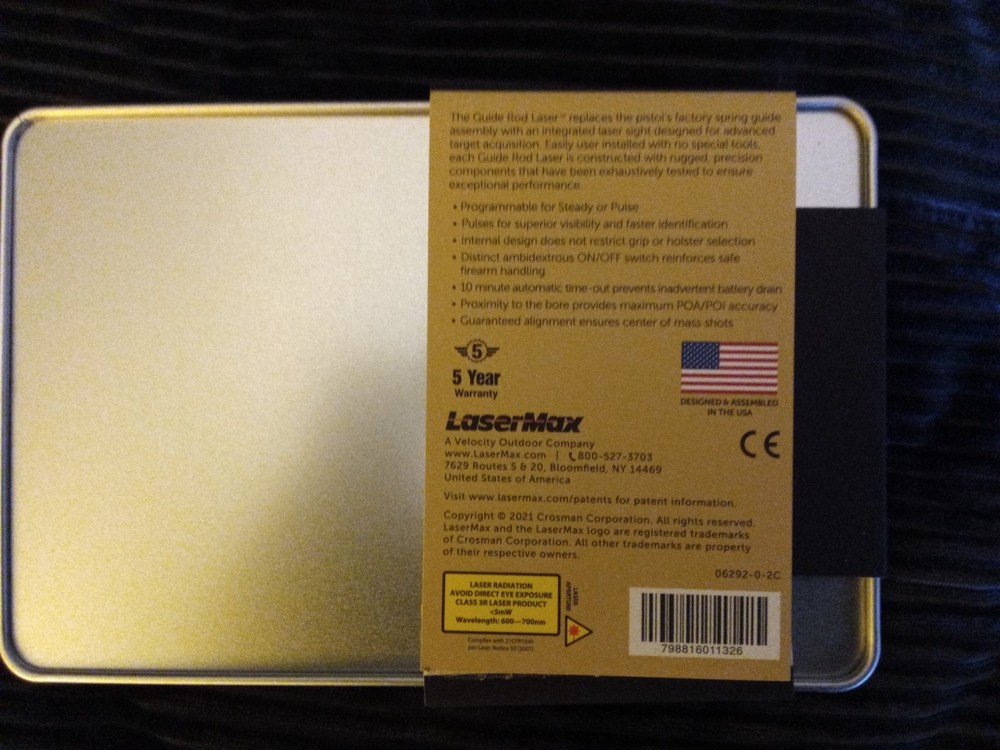 The Guide Rod Laser™ replaces the pistol's factory spring guide
assembly with an integrated laser sight designed for advanced
target acquisition. Easily user installed with no special tools,
each Guide Rod Laser is constructed with rugged, precision
components that have been exhaustively tested to ensure
exceptional performance.
• Programmable for Steady or Pulse
• Pulses for superior visibility and faster identification
• Internal design does not restrict grip or holster selection
• Distinct ambidextrous ON/OFF switch reinforces safe
firearm handling
• 10 minute automatic time-out prevents inadvertent battery drain
• Proximity to the bore provides maximum POA/POI accuracy
• Guaranteed alignment ensures center of mass shots
5
5 Year
Warranty
DESIGNED & ASSEMBLED
IN THE USA
LaserMax
CE
A Velocity Outdoor Company
www.LaserMax.com | 800-527-3703
7629 Routes 5 & 20, Bloomfield, NY 14469
United States of America
Visit www.lasermax.com/patents for patent information.
Copyright © 2021 Crosman Corporation. All rights reserved.
LaserMax and the LaserMax logo are registered trademarks
of Crosman Corporation. All other trademarks are property
of their respective owners.
06292-0-2C
LASER RADIATION
AVOID DIRECT EYE EXPOSURE
CLASS 3R LASER PRODUCT
<5mW
Wavelength: 600—700nm
LASER
APERTURE
Complies with 21CFR1040
per Laser Notice 50 (2007)
798816011326